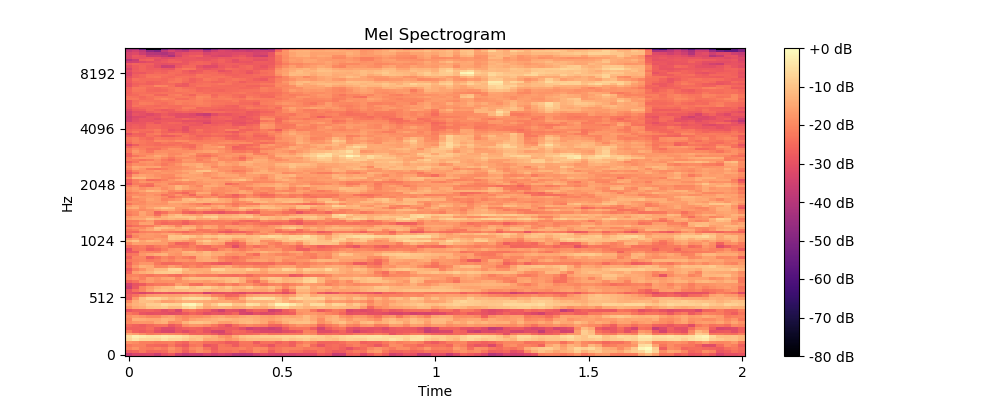 Mel Spectrogram
Hz
8192
4096
2048
1024
512
0
0 0.5 1 1.5 2
Time
+0 dB
-10 dB
-20 dB
-30 dB
-40 dB
-50 dB
-60 dB
-70 dB
-80 dB